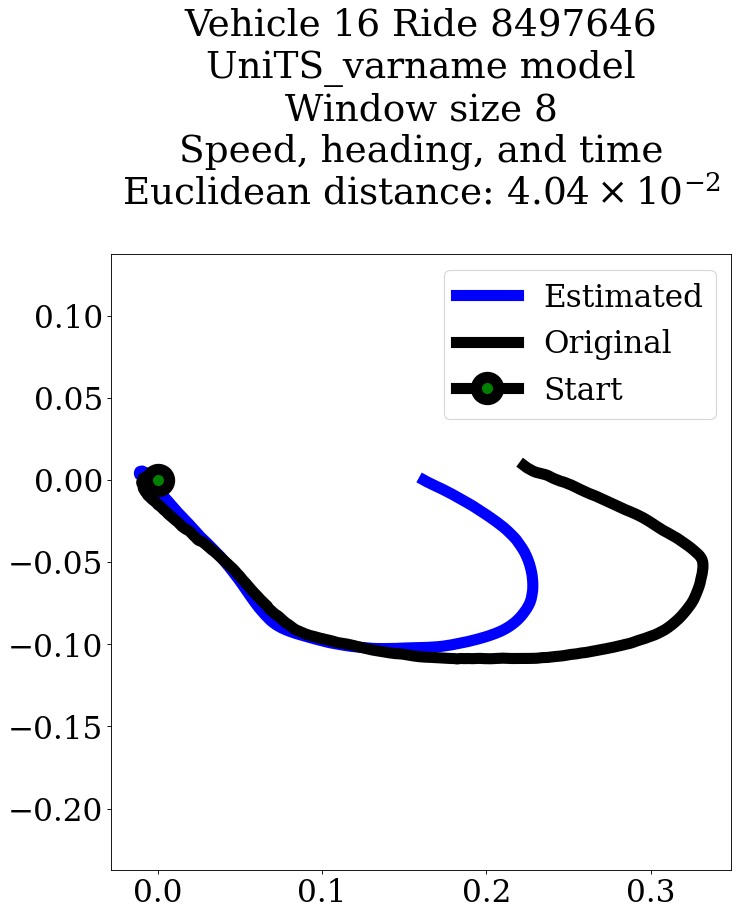 Vehicle 16 Ride 8497646
UniTS_varname model
Window size 8
Speed, heading, and time
Euclidean distance: 4.04 × 10⁻²
Estimated
Original
Start
0.10
0.05
0.00
−0.05
−0.10
−0.15
−0.20
0.0 0.1 0.2 0.3